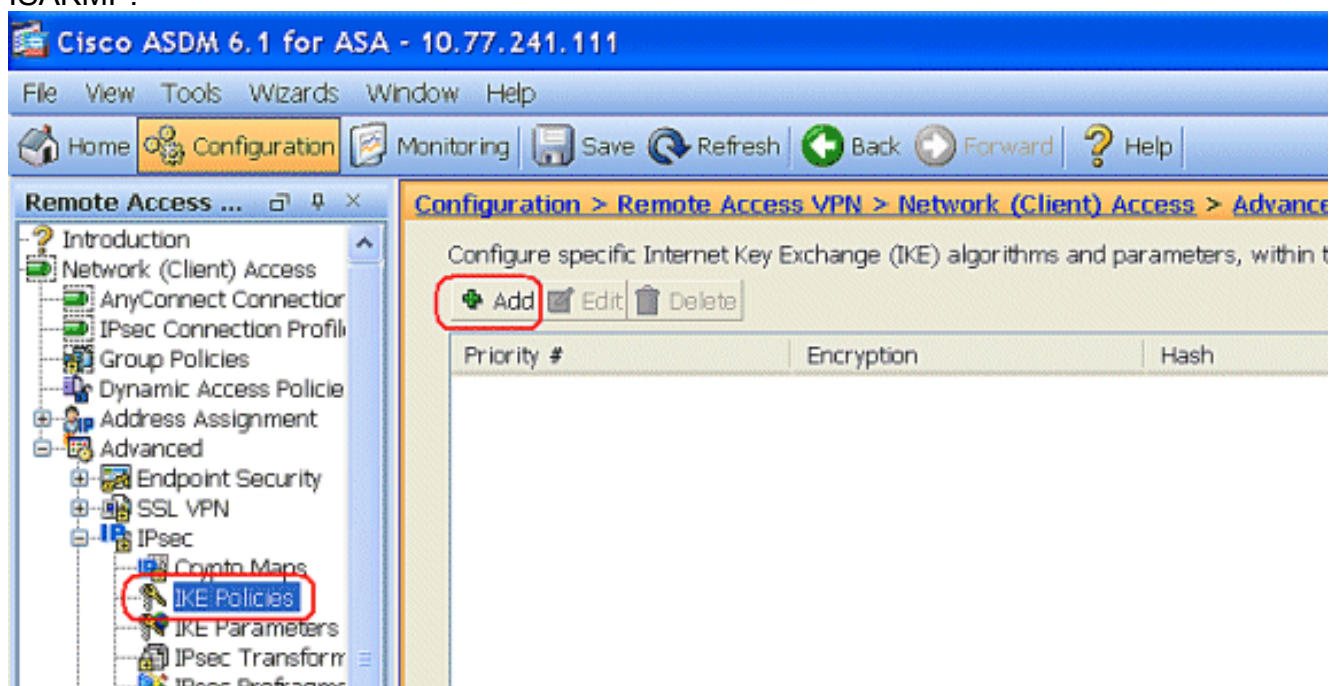 ISAKMP.
Cisco ASDM 6.1 for ASA - 10.77.241.111
File View Tools Wizards Window Help
Home Configuration Monitoring Save Refresh Back Forward Help
Remote Access ...
Introduction
Network (Client) Access
AnyConnect Connection
IPsec Connection Profil
Group Policies
Dynamic Access Policie
Address Assignment
Advanced
Endpoint Security
SSL VPN
IPsec
Crypto Maps
IKE Policies
IKE Parameters
IPsec Transform
IPsec Prefragme
Configuration > Remote Access VPN > Network (Client) Access > Advance
Configure specific Internet Key Exchange (IKE) algorithms and parameters, within t
Add Edit Delete
Priority # Encryption Hash